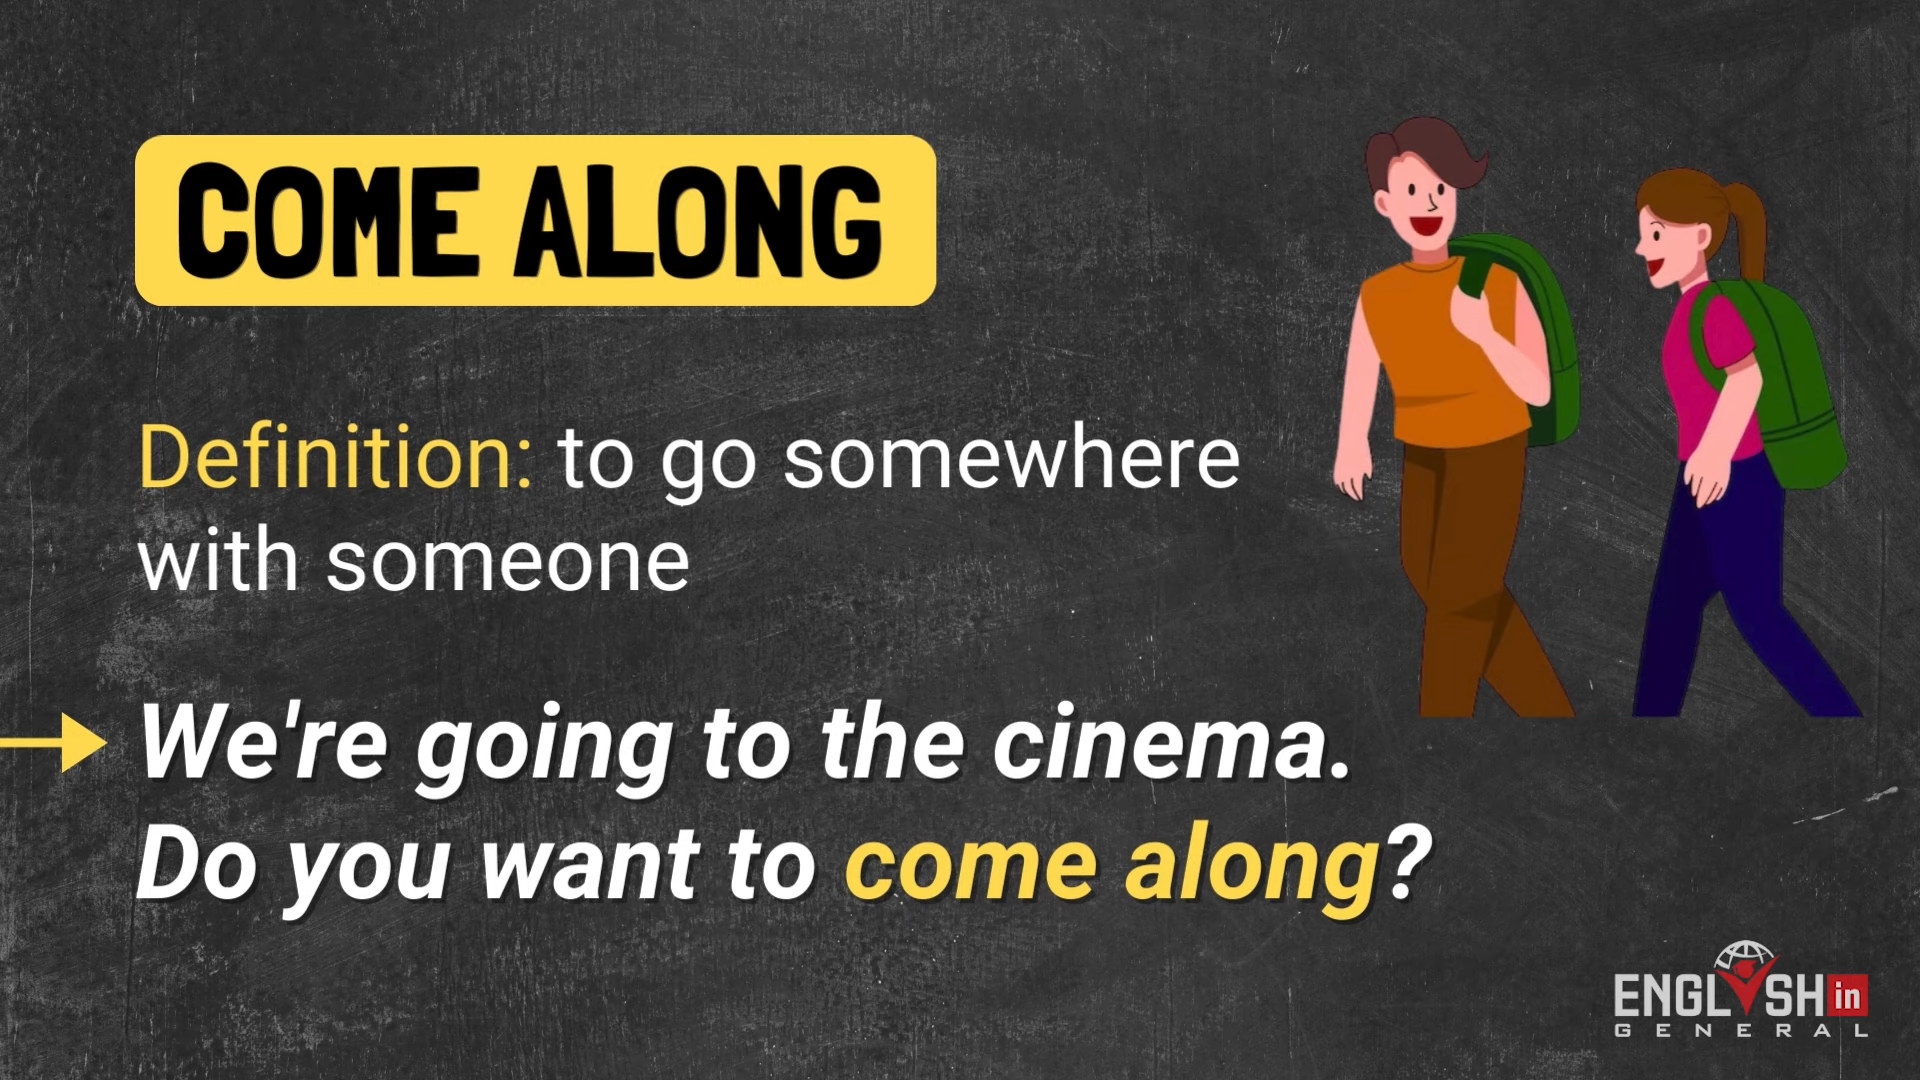 COME ALONG
Definition: to go somewhere
with someone
We're going to the cinema.
Do you want to come along?
ENGLISH in
GENERAL